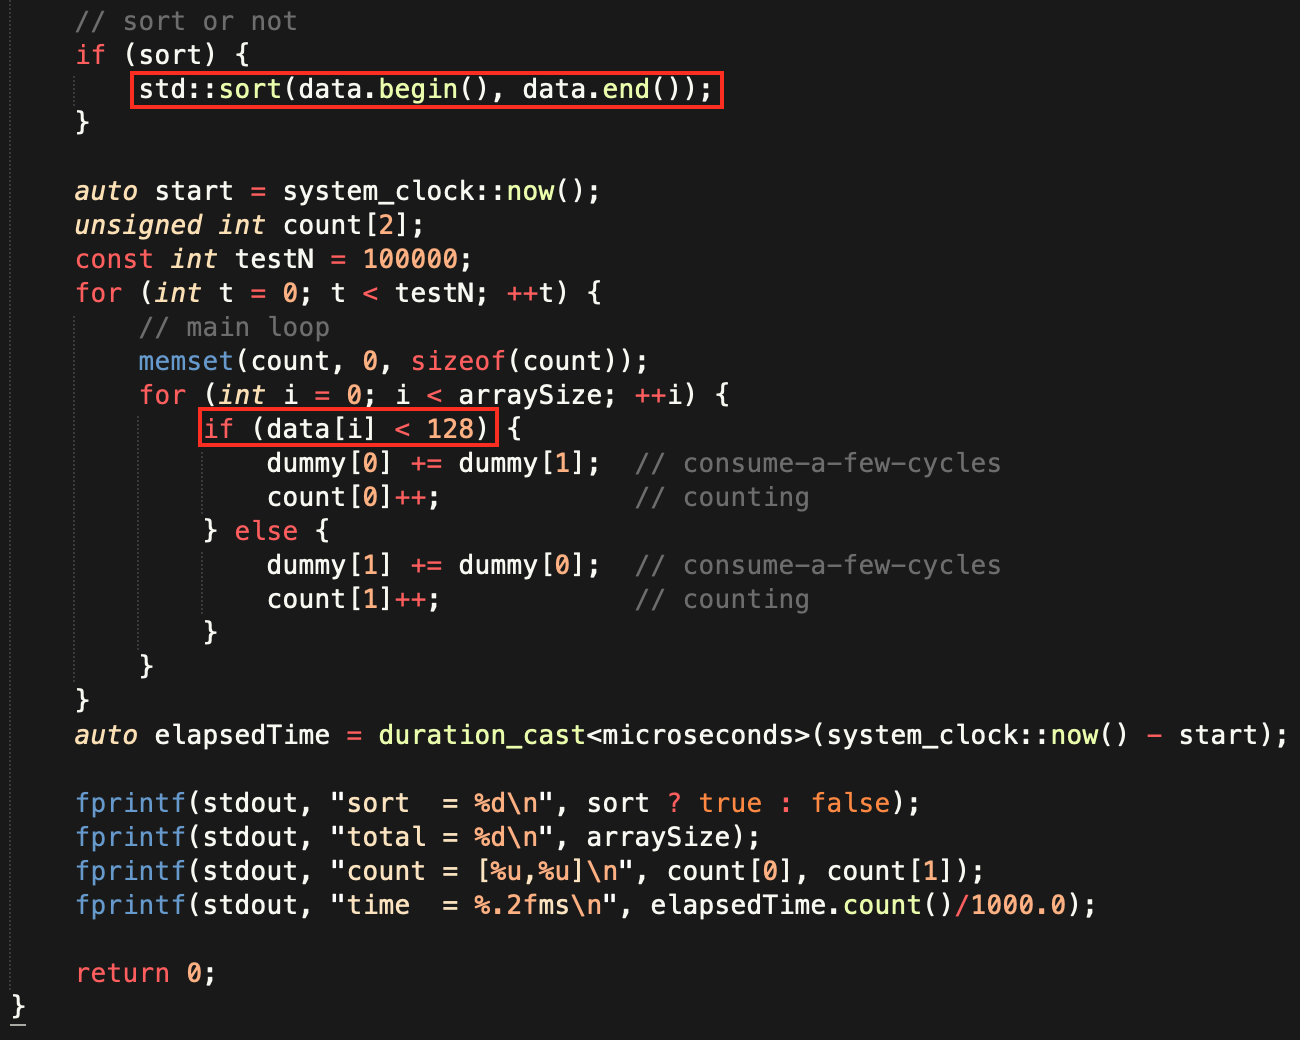 // sort or not
if (sort) {
std::sort(data.begin(), data.end());
}
auto start = system_clock::now();
unsigned int count[2];
const int testN = 100000;
for (int t = 0; t < testN; ++t) {
// main loop
memset(count, 0, sizeof(count));
for (int i = 0; i < arraySize; ++i) {
if (data[i] < 128) {
dummy[0] += dummy[1];  // consume-a-few-cycles
count[0]++;            // counting
} else {
dummy[1] += dummy[0];  // consume-a-few-cycles
count[1]++;            // counting
}
}
}
auto elapsedTime = duration_cast<microseconds>(system_clock::now() - start);
fprintf(stdout, "sort  = %d\n", sort ? true : false);
fprintf(stdout, "total = %d\n", arraySize);
fprintf(stdout, "count = [%u,%u]\n", count[0], count[1]);
fprintf(stdout, "time  = %.2fms\n", elapsedTime.count()/1000.0);
return 0;
}